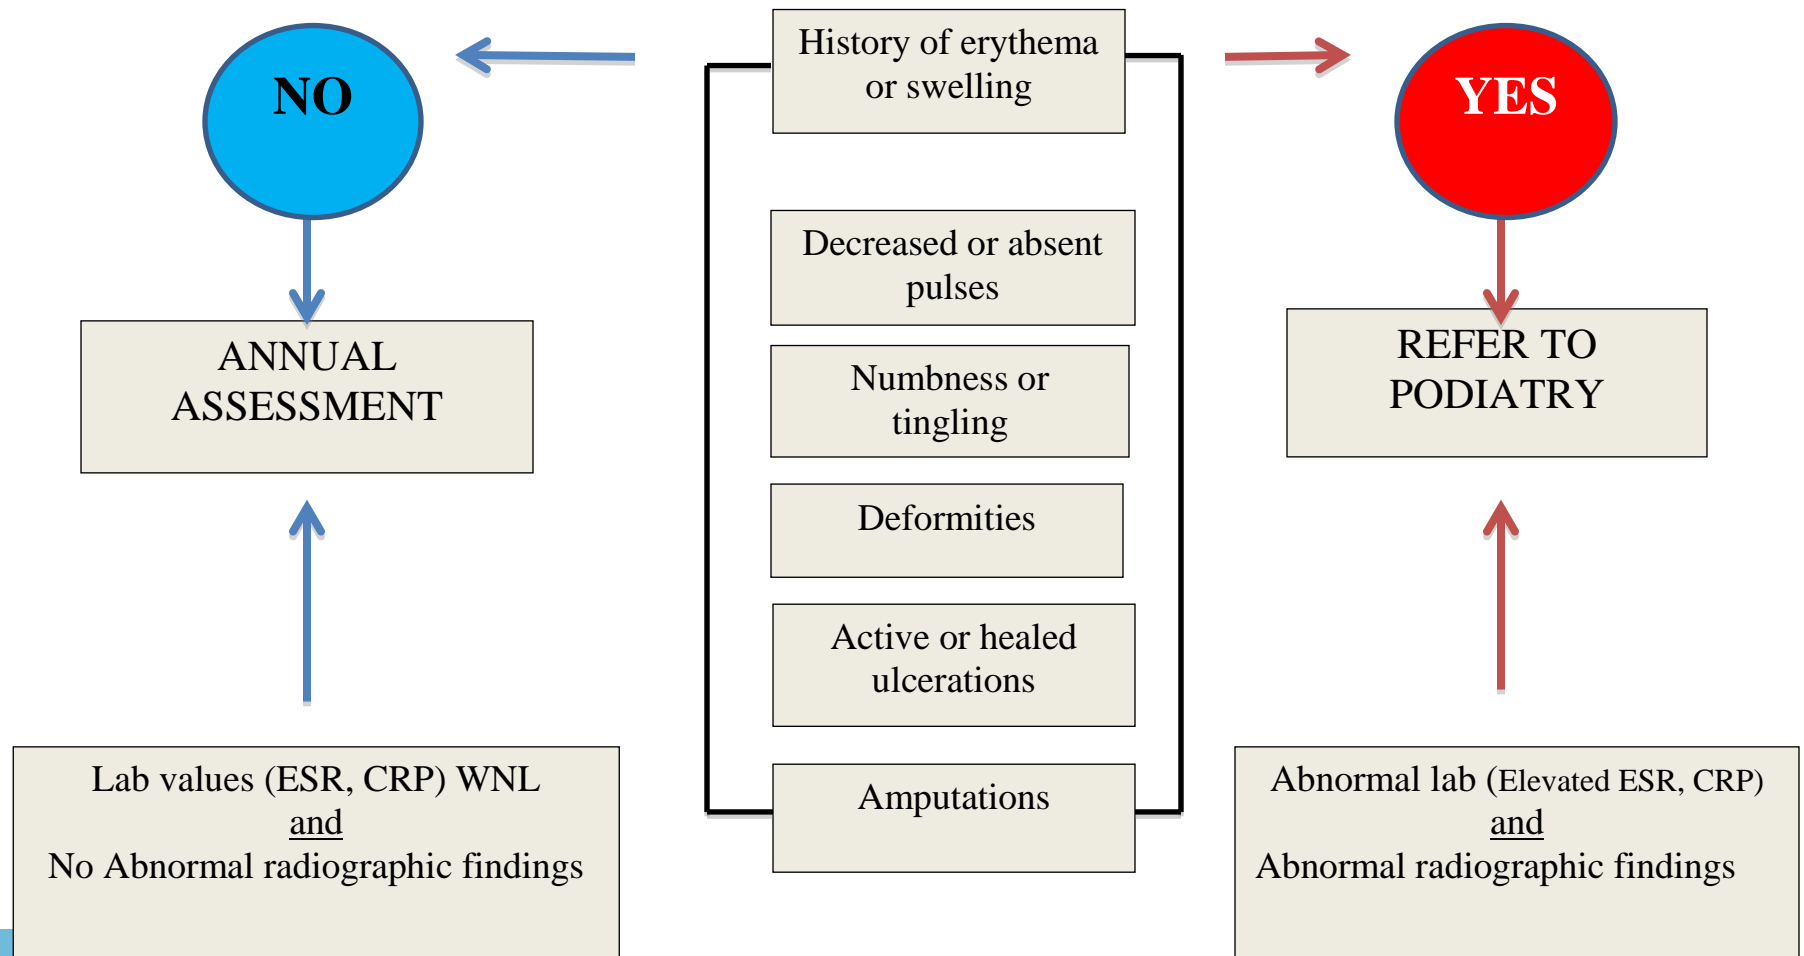 NO
History of erythema
or swelling
YES
Decreased or absent
pulses
ANNUAL
ASSESSMENT
REFER TO
PODIATRY
Numbness or
tingling
Deformities
Active or healed
ulcerations
Amputations
Lab values (ESR, CRP) WNL
and
No Abnormal radiographic findings
Abnormal lab (Elevated ESR, CRP)
and
Abnormal radiographic findings